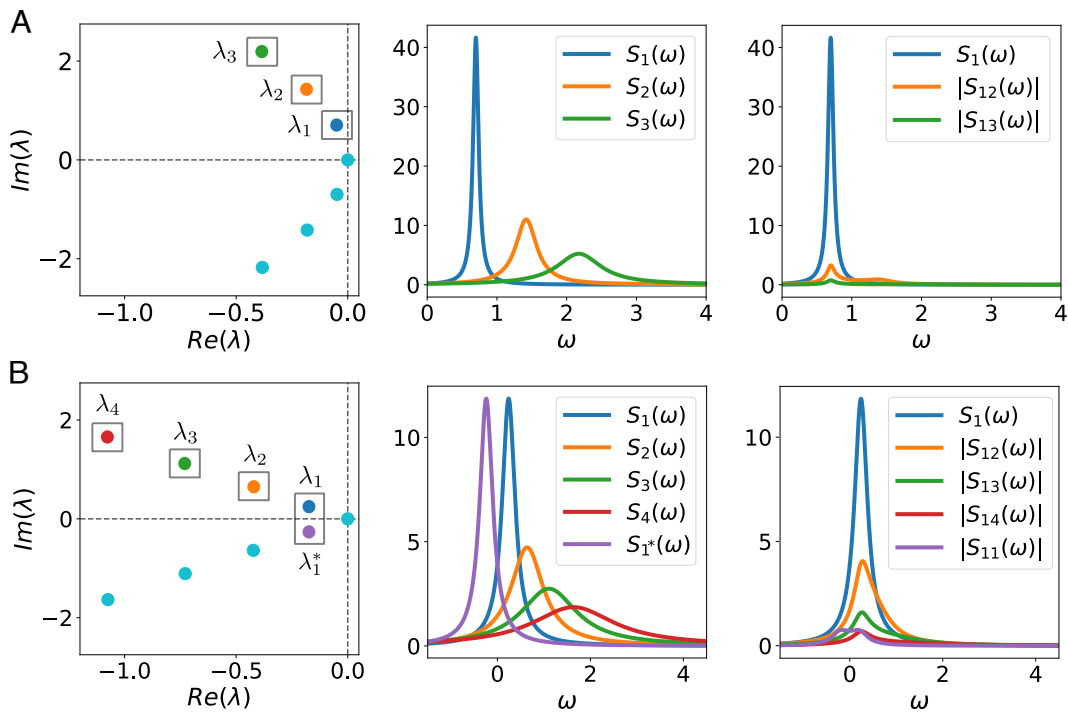 A
Im(λ)
2
0
−2
λ3
λ2
λ1
−1.0 −0.5 0.0
Re(λ)
40
30
20
10
0
S1(ω)
S2(ω)
S3(ω)
0 1 2 3 4
ω
40
30
20
10
0
S1(ω)
|S12(ω)|
|S13(ω)|
0 1 2 3 4
ω
B
Im(λ)
2
0
−2
λ4
λ3
λ2
λ1
λ1*
−1.0 −0.5 0.0
Re(λ)
10
5
0
S1(ω)
S2(ω)
S3(ω)
S4(ω)
S1*(ω)
0 2 4
ω
10
5
0
S1(ω)
|S12(ω)|
|S13(ω)|
|S14(ω)|
|S11(ω)|
0 2 4
ω